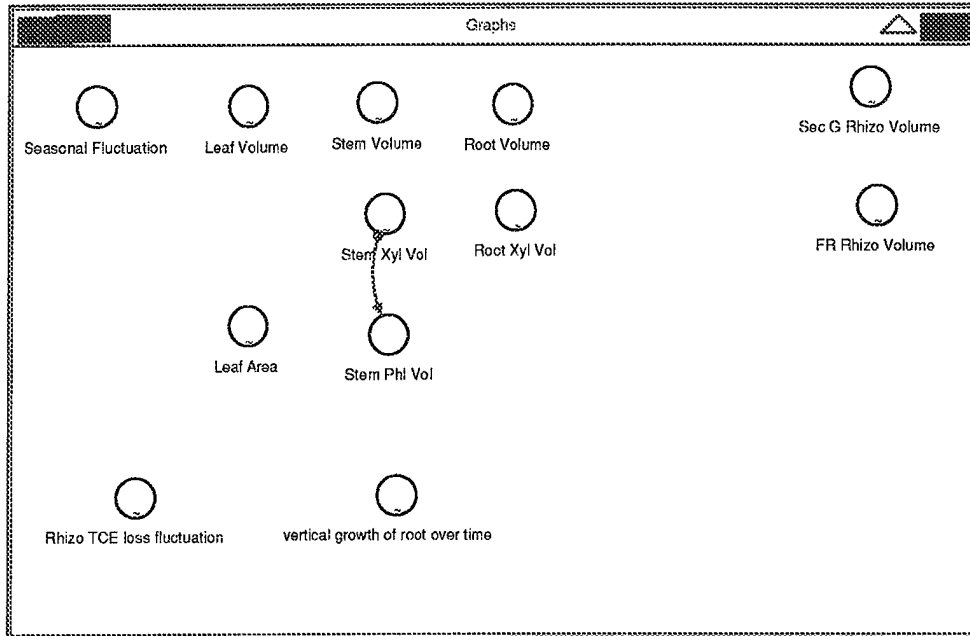 Graphs
Seasonal Fluctuation
Leaf Volume
Stem Volume
Root Volume
Sec G Rhizo Volume
Stem Xyl Vol
Root Xyl Vol
FR Rhizo Volume
Leaf Area
Stem Phl Vol
Rhizo TCE loss fluctuation
vertical growth of root over time